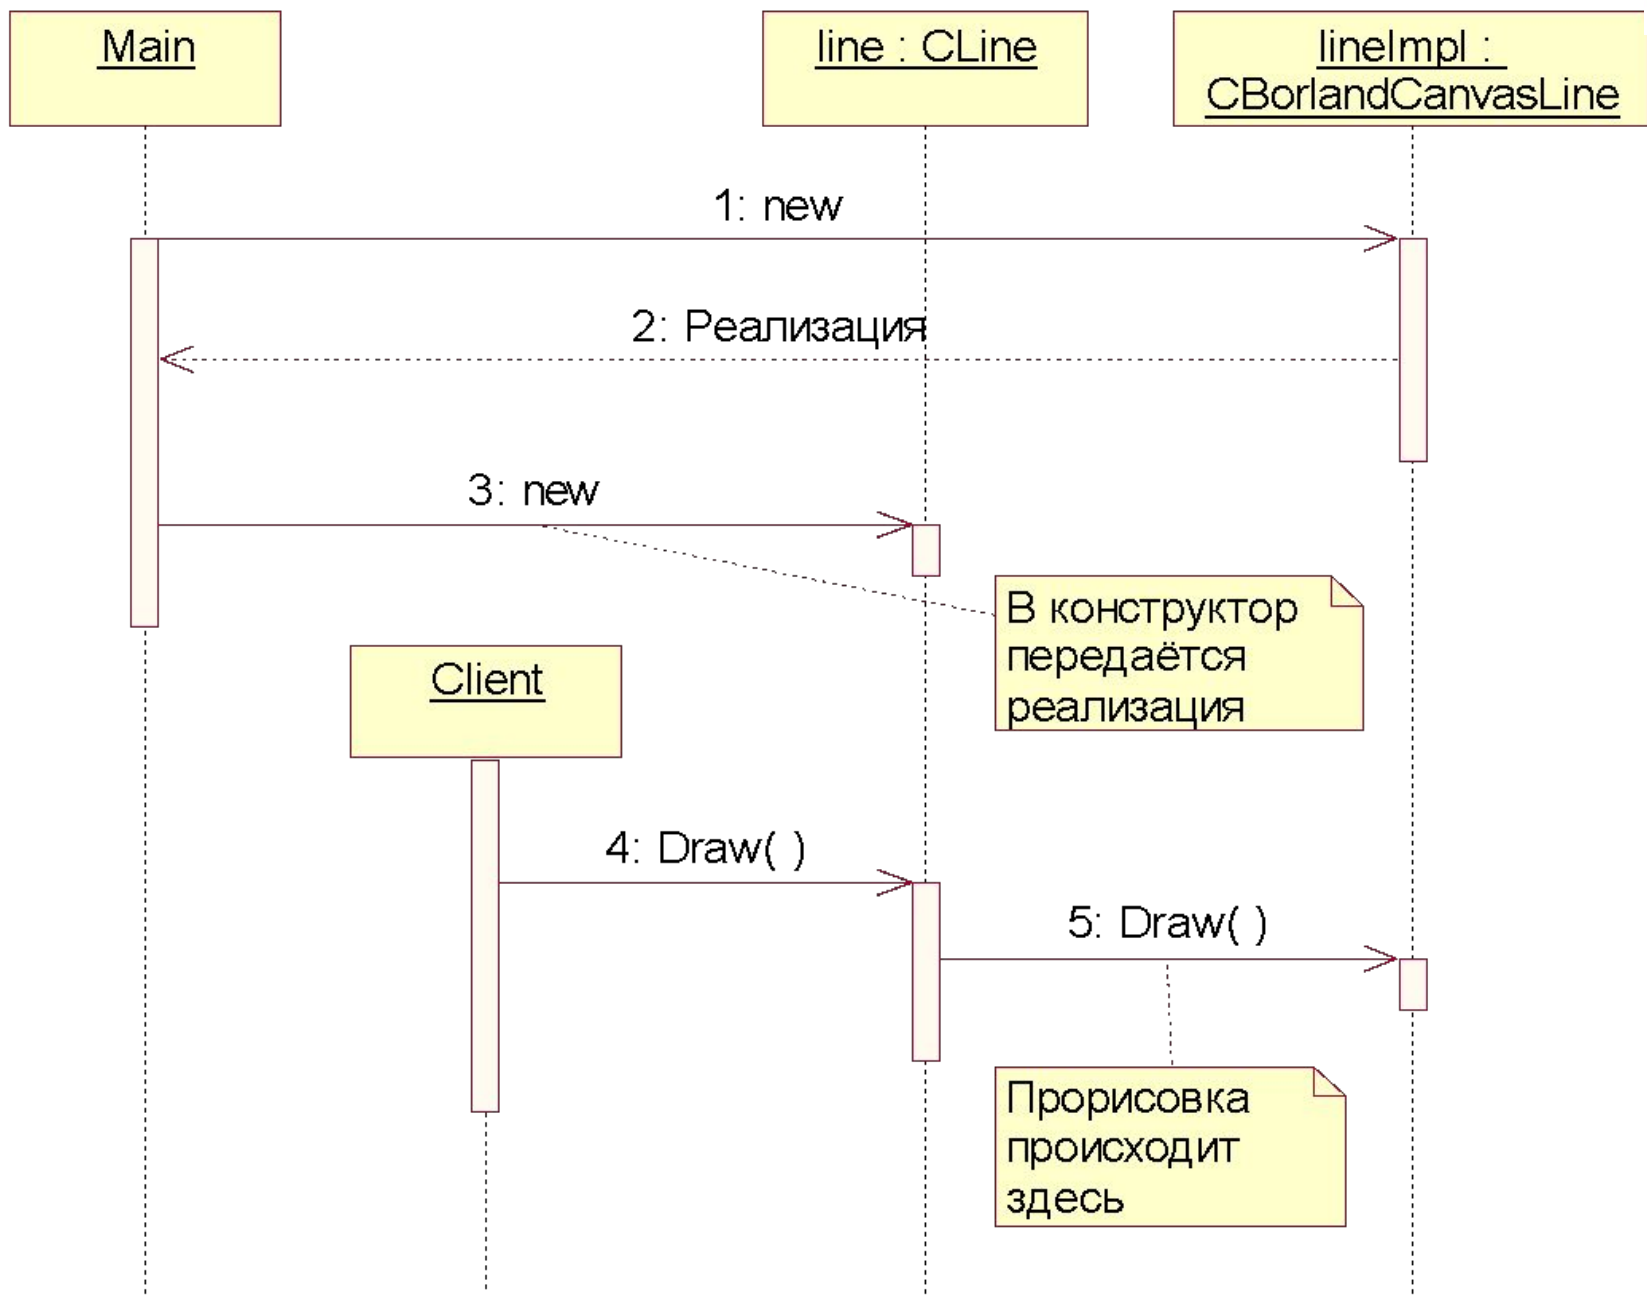 Main
line : CLine
lineImpl :
CBorlandCanvasLine
1: new
2: Реализация
3: new
В конструктор
передаётся
реализация
Client
4: Draw( )
5: Draw( )
Прорисовка
происходит
здесь